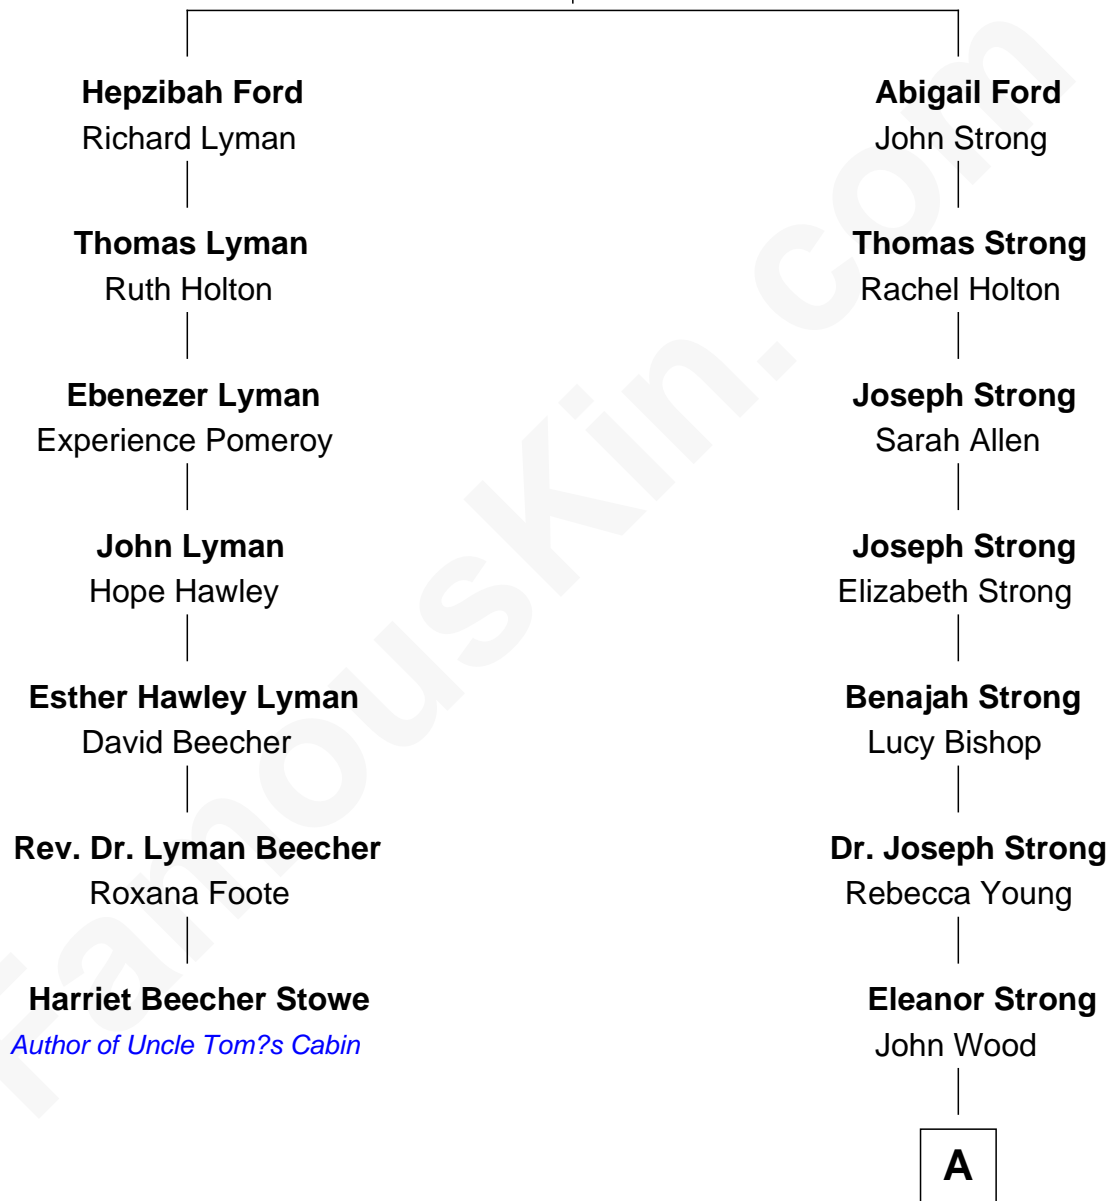 Hepzibah Ford
Richard Lyman
Thomas Lyman
Ruth Holton
Ebenezer Lyman
Experience Pomeroy
John Lyman
Hope Hawley
Esther Hawley Lyman
David Beecher
Rev. Dr. Lyman Beecher
Roxana Foote
Harriet Beecher Stowe
Author of Uncle Tom?s Cabin
Abigail Ford
John Strong
Thomas Strong
Rachel Holton
Joseph Strong
Sarah Allen
Joseph Strong
Elizabeth Strong
Benajah Strong
Lucy Bishop
Dr. Joseph Strong
Rebecca Young
Eleanor Strong
John Wood
A
FamousKin.com